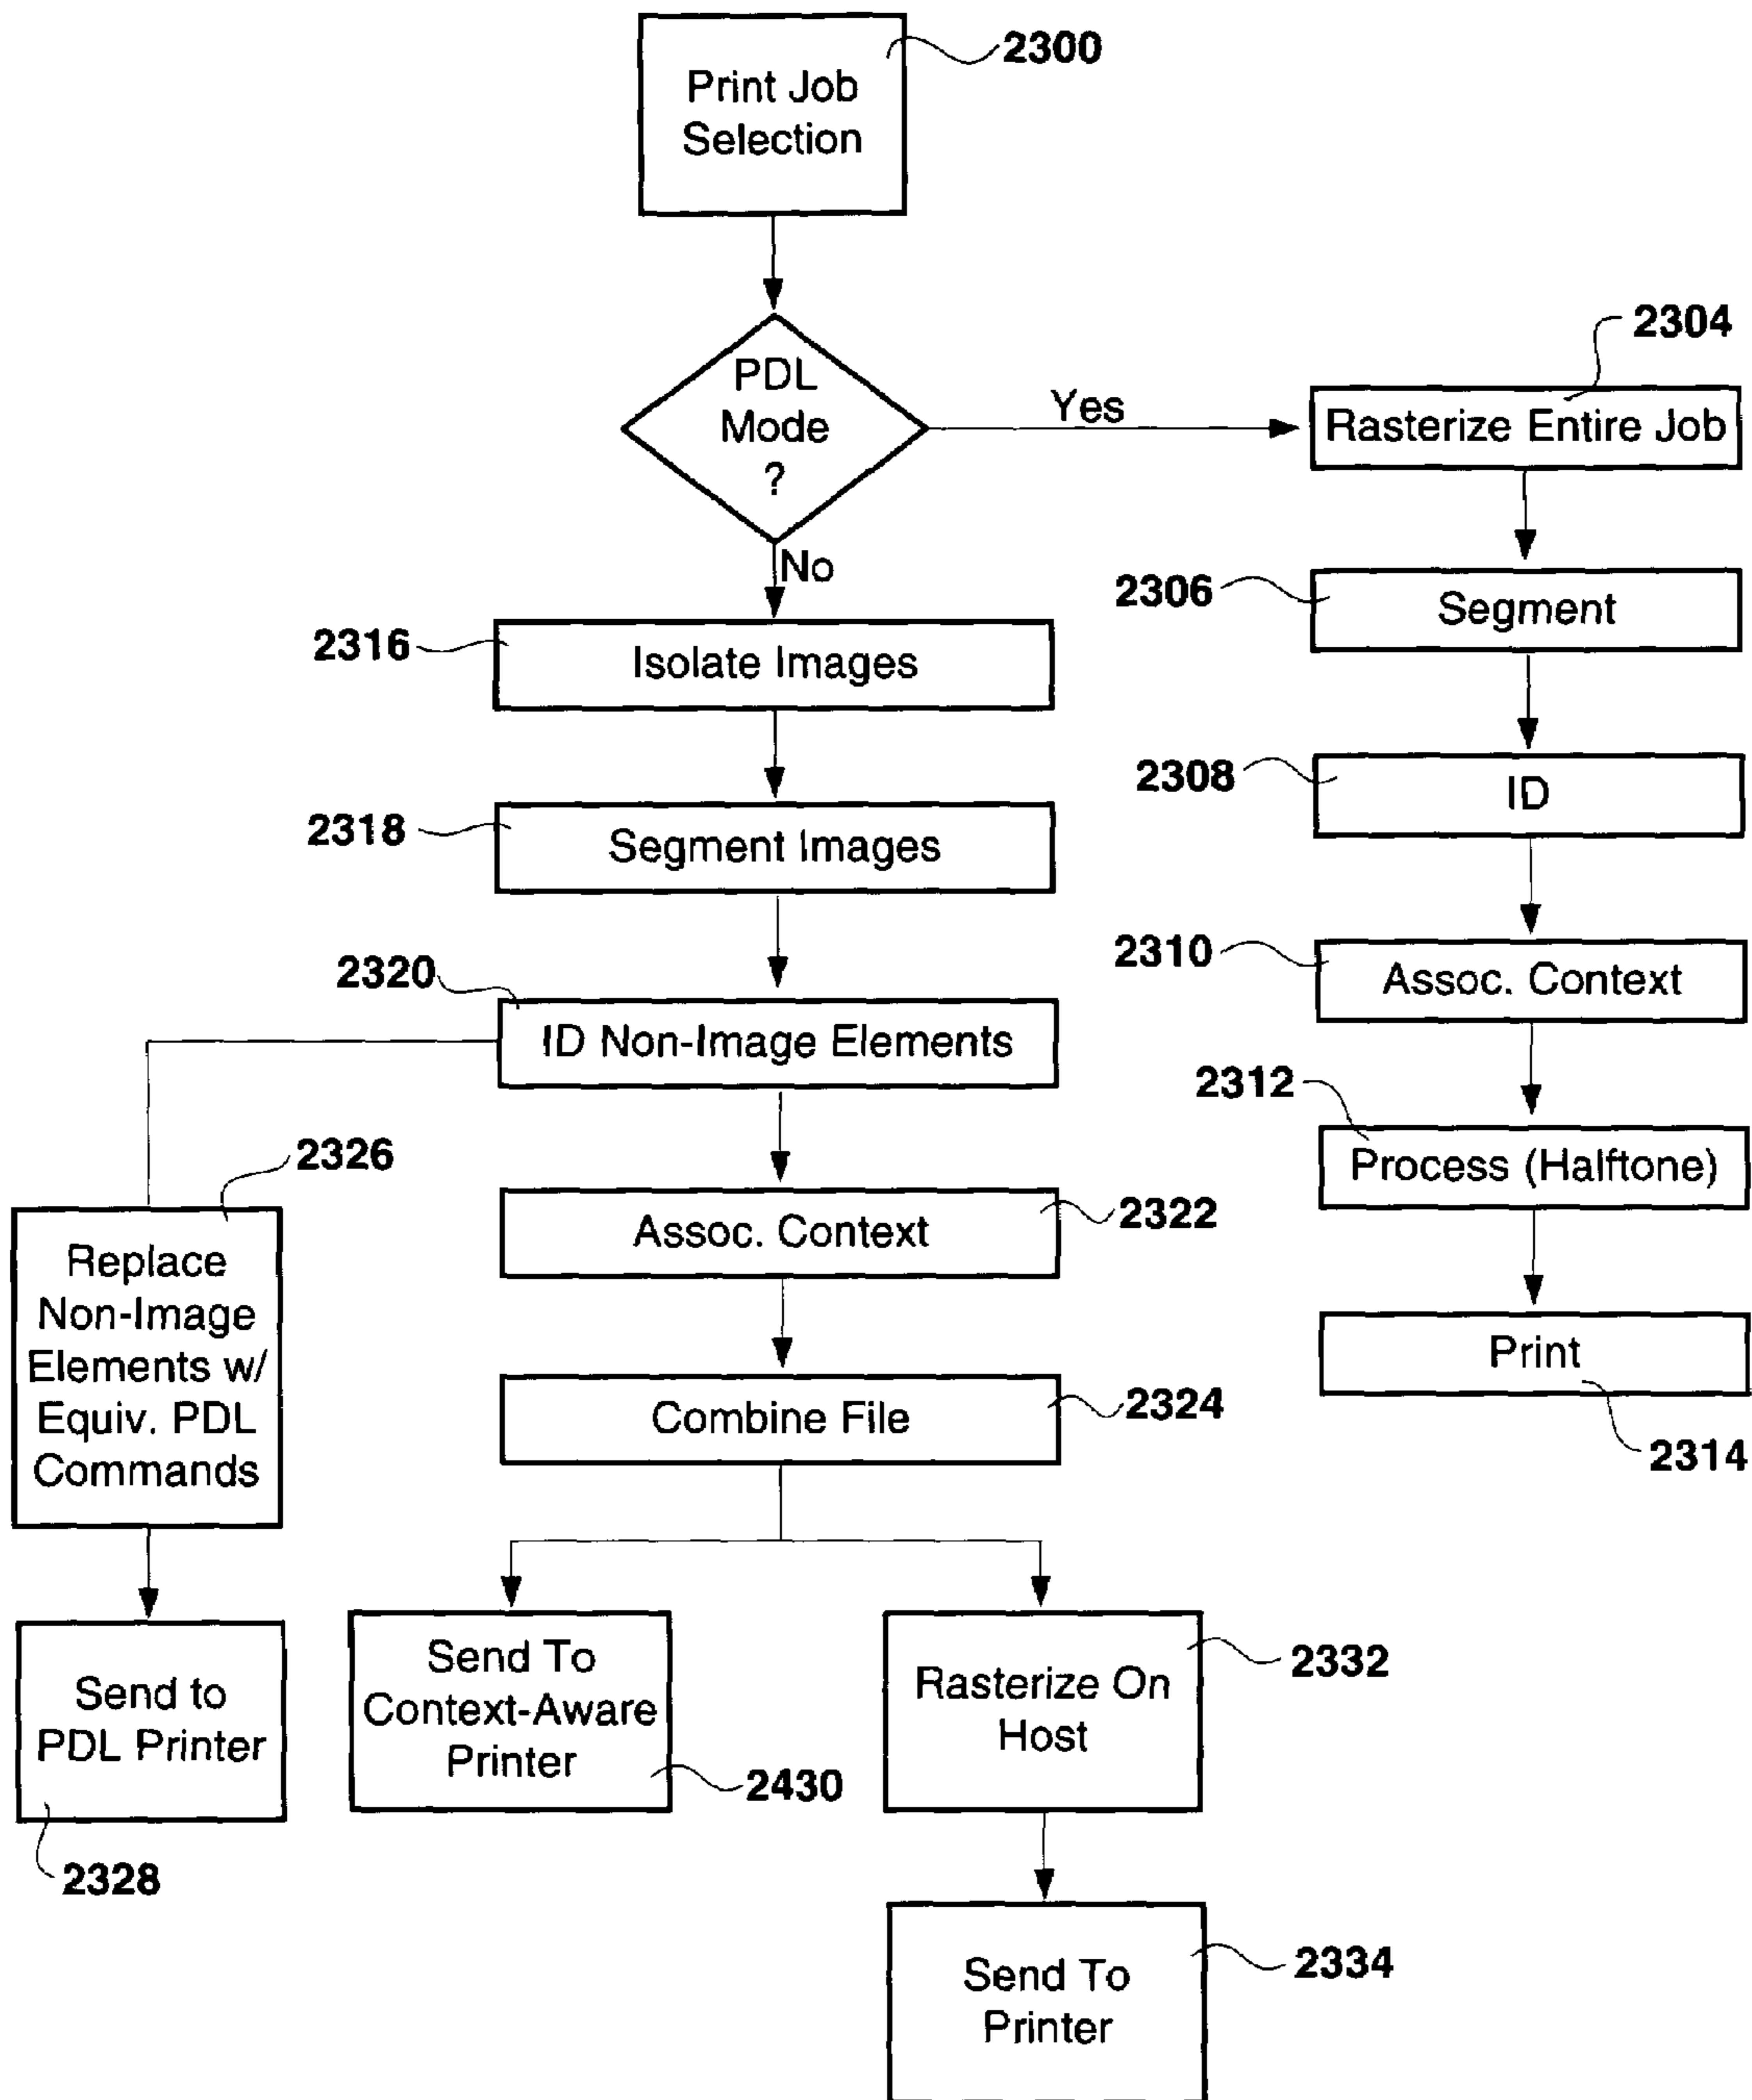 2300
Print Job
Selection
PDL
Mode
?
Yes
No
2304
Rasterize Entire Job
2306
Segment
2308
ID
2310
Assoc. Context
2312
Process (Halftone)
Print
2314
2316
Isolate Images
2318
Segment Images
2320
ID Non-Image Elements
2322
Assoc. Context
2324
Combine File
2326
Replace
Non-Image
Elements w/
Equiv. PDL
Commands
Send to
PDL Printer
2328
Send To
Context-Aware
Printer
2430
Rasterize On
Host
2332
Send To
Printer
2334